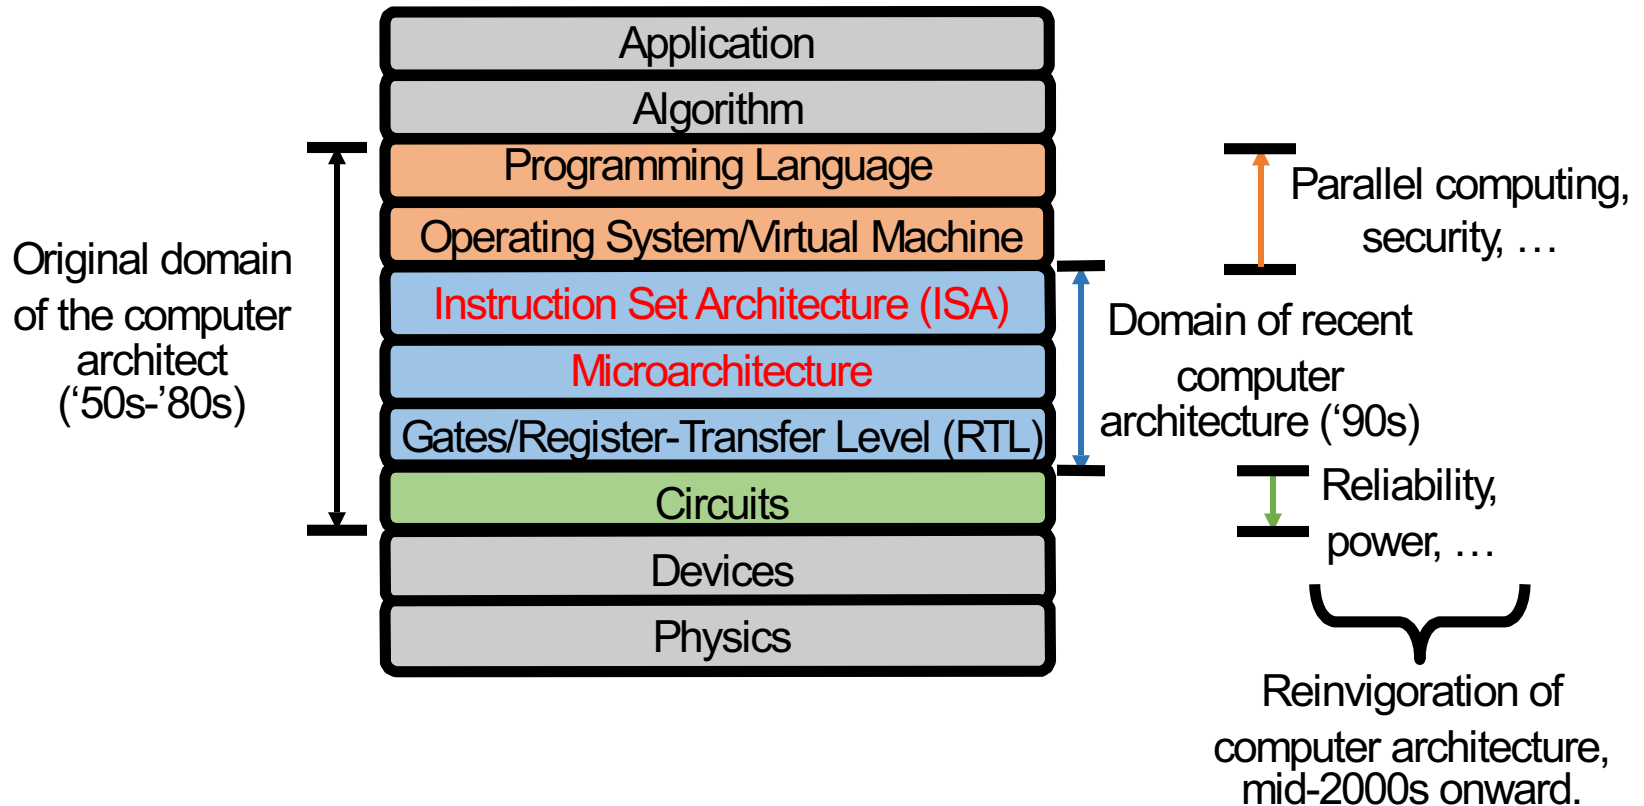 Application
Algorithm
Programming Language
Operating System/Virtual Machine
Instruction Set Architecture (ISA)
Microarchitecture
Gates/Register-Transfer Level (RTL)
Circuits
Devices
Physics
Original domain
of the computer
architect
(‘50s-’80s)
Parallel computing,
security, …
Domain of recent
computer
architecture (‘90s)
Reliability,
power, …
Reinvigoration of
computer architecture,
mid-2000s onward.